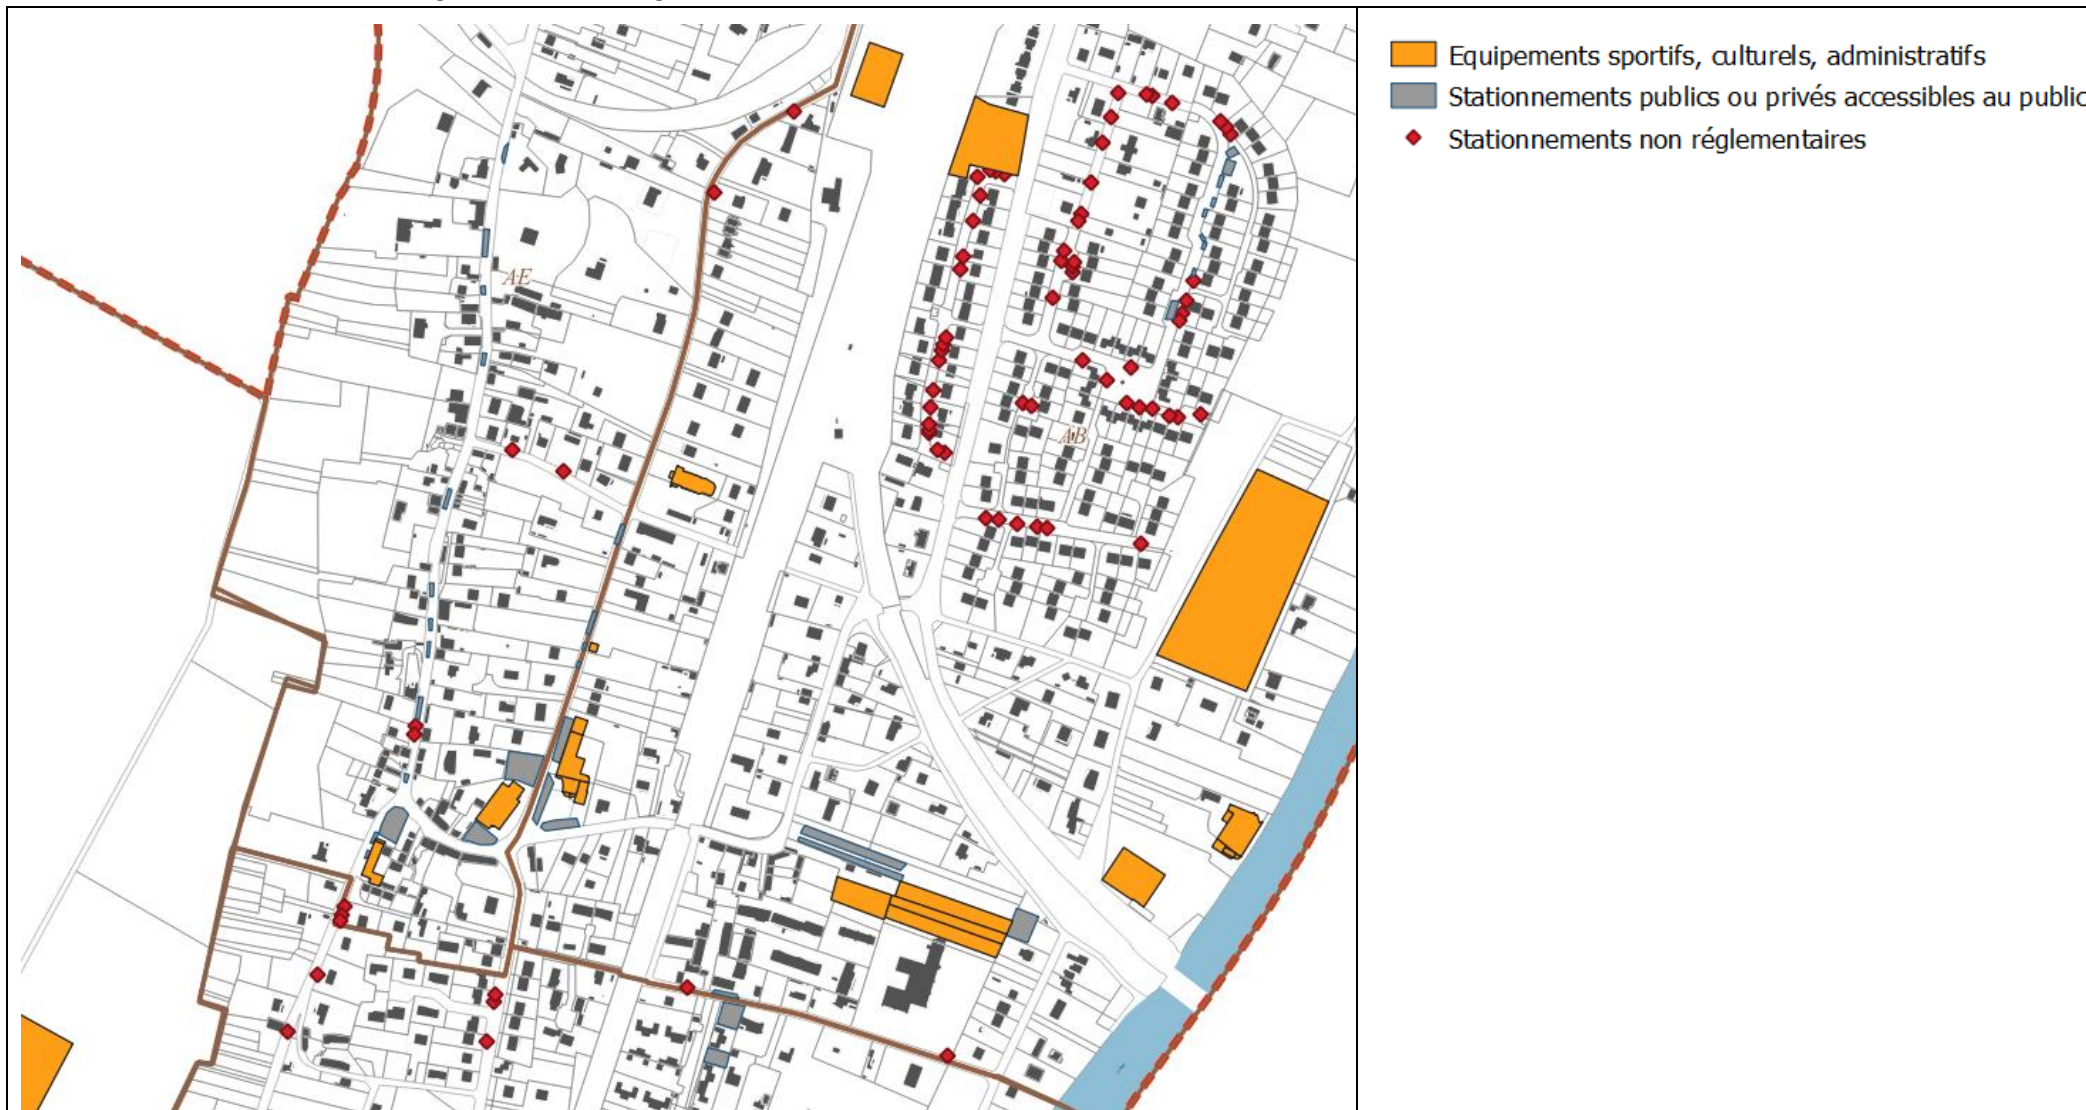 Equipements sportifs, culturels, administratifs
Stationnements publics ou privés accessibles au public
Stationnements non réglementaires
AE
AB